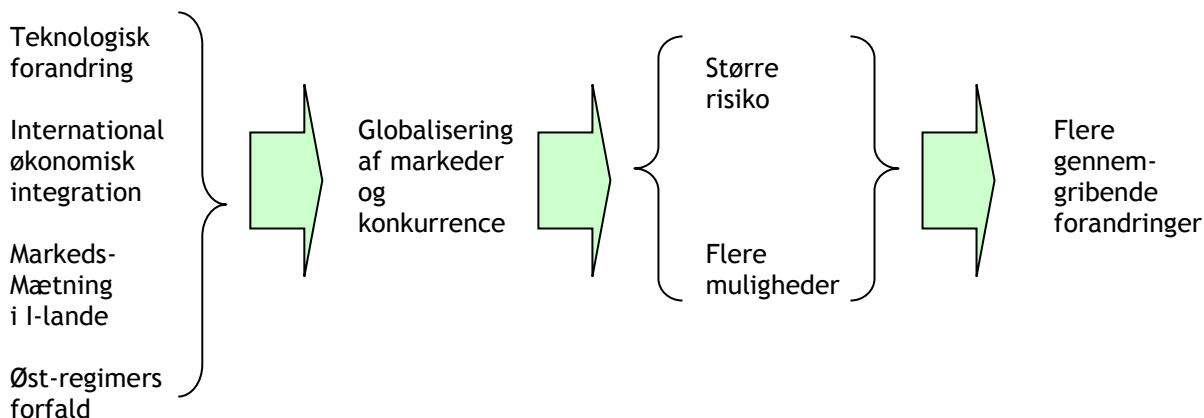 Teknologisk
forandring
International
økonomisk
integration
Markeds-
Mætning
i I-lande
Øst-regimers
forfald
Globalisering
af markeder
og
konkurrence
Større
risiko
Flere
muligheder
Flere
gennem-
gribende
forandringer